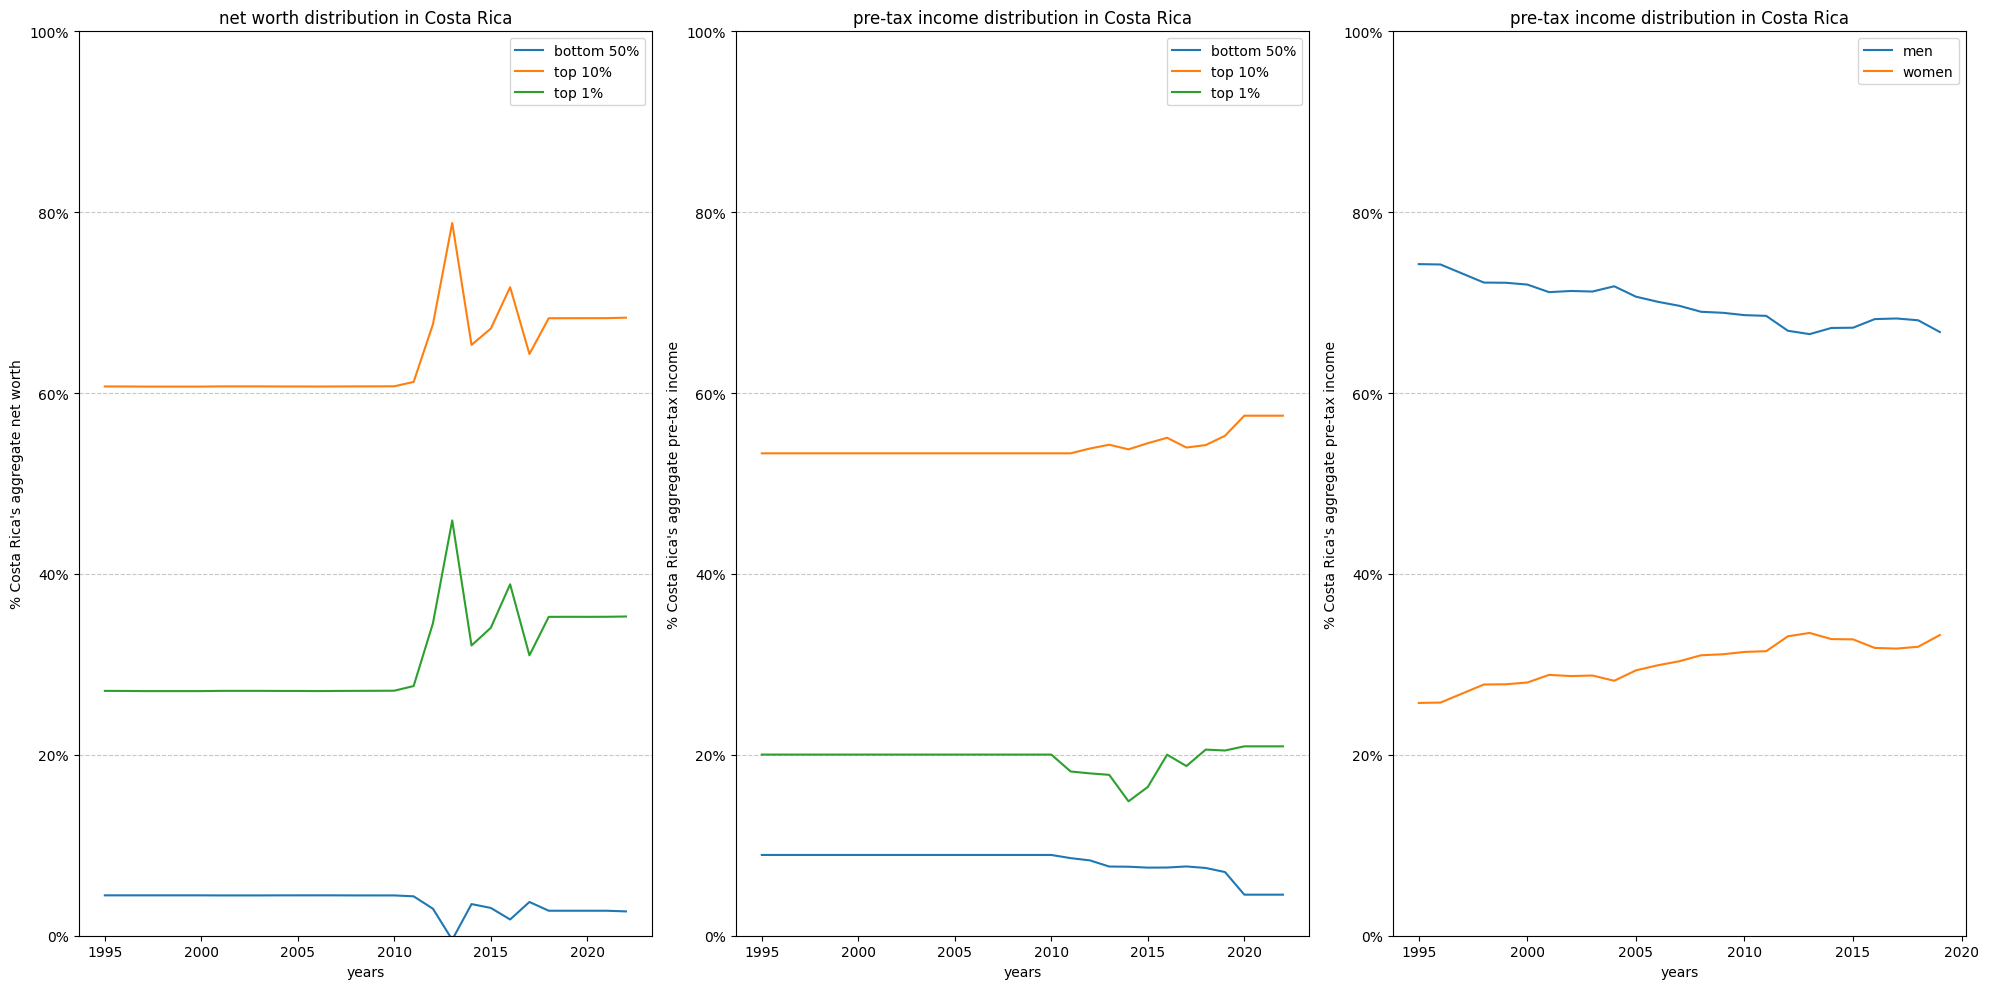 net worth distribution in Costa Rica
% Costa Rica's aggregate net worth
100%
80%
60%
40%
20%
0%
bottom 50%
top 10%
top 1%
1995
2000
2005
2010
2015
2020
years
pre-tax income distribution in Costa Rica
% Costa Rica's aggregate pre-tax income
100%
80%
60%
40%
20%
0%
bottom 50%
top 10%
top 1%
1995
2000
2005
2010
2015
2020
years
pre-tax income distribution in Costa Rica
% Costa Rica's aggregate pre-tax income
100%
80%
60%
40%
20%
0%
men
women
1995
2000
2005
2010
2015
2020
years